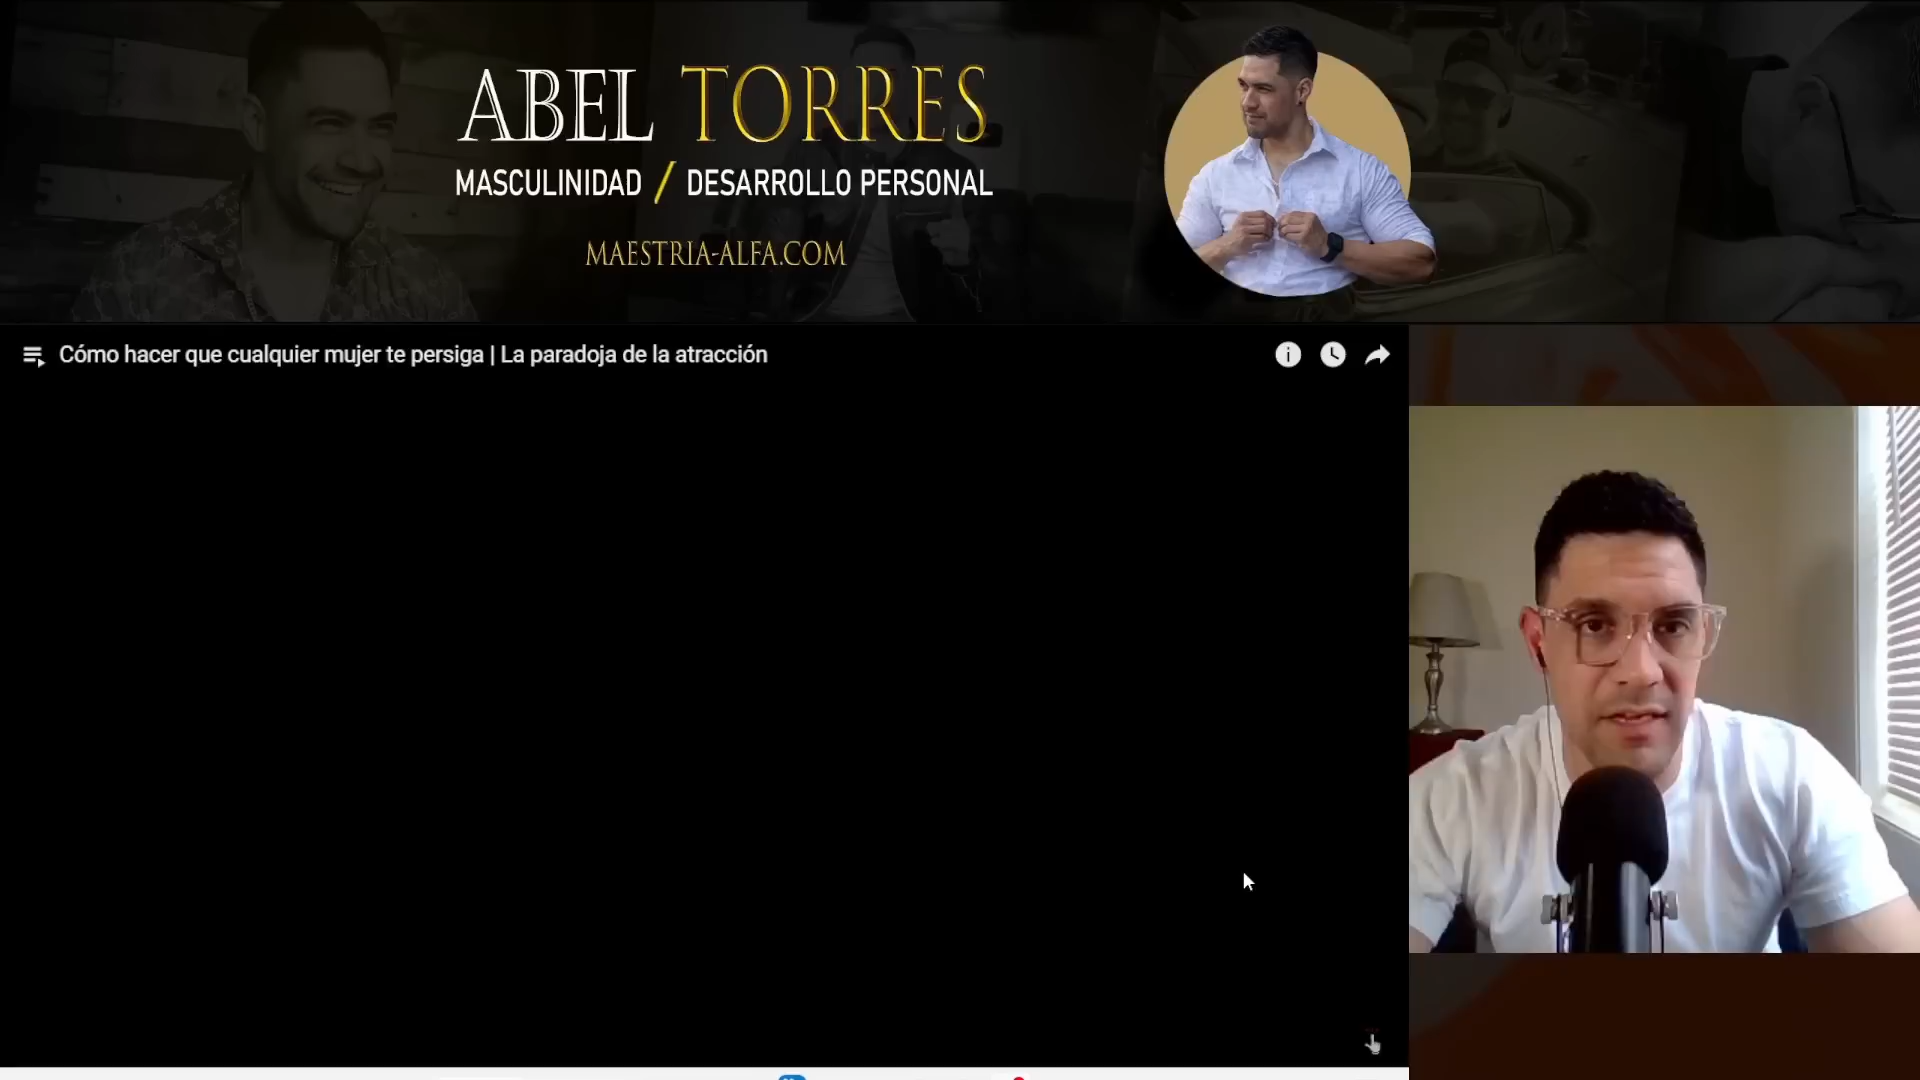 ABEL TORRES
MASCULINIDAD / DESARROLLO PERSONAL
MAESTRIA-ALFA.COM
Cómo hacer que cualquier mujer te persiga | La paradoja de la atracción